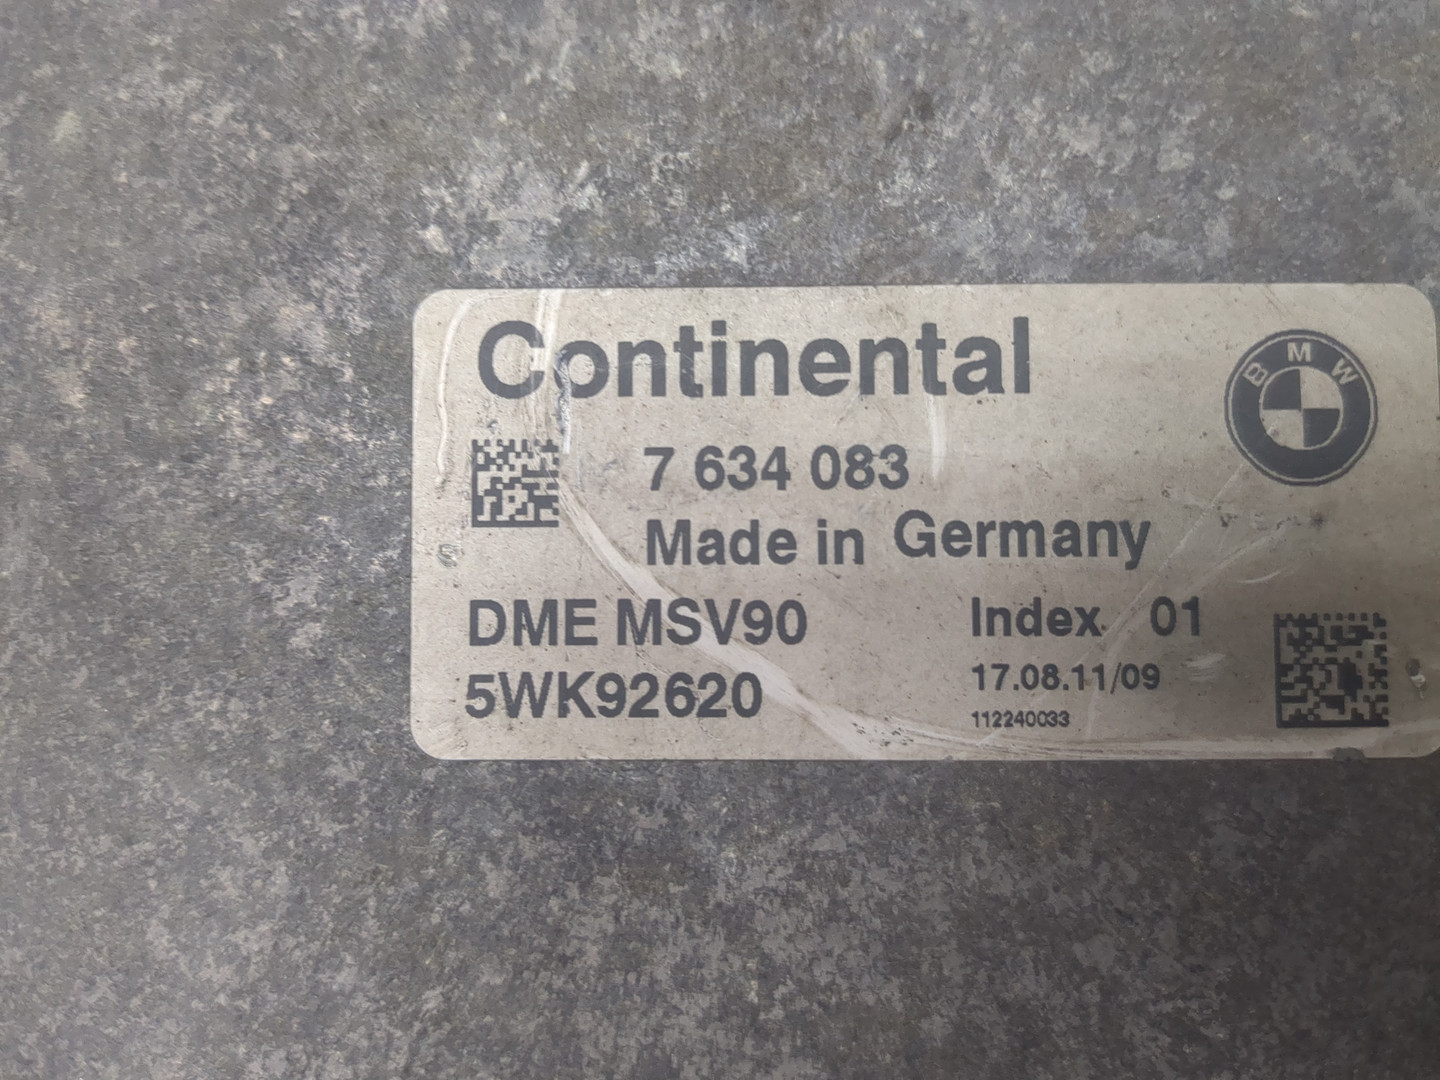 Continental
BMW
7 634 083
Made in Germany
DME MSV90
Index 01
5WK92620
17.08.11/09
112240033